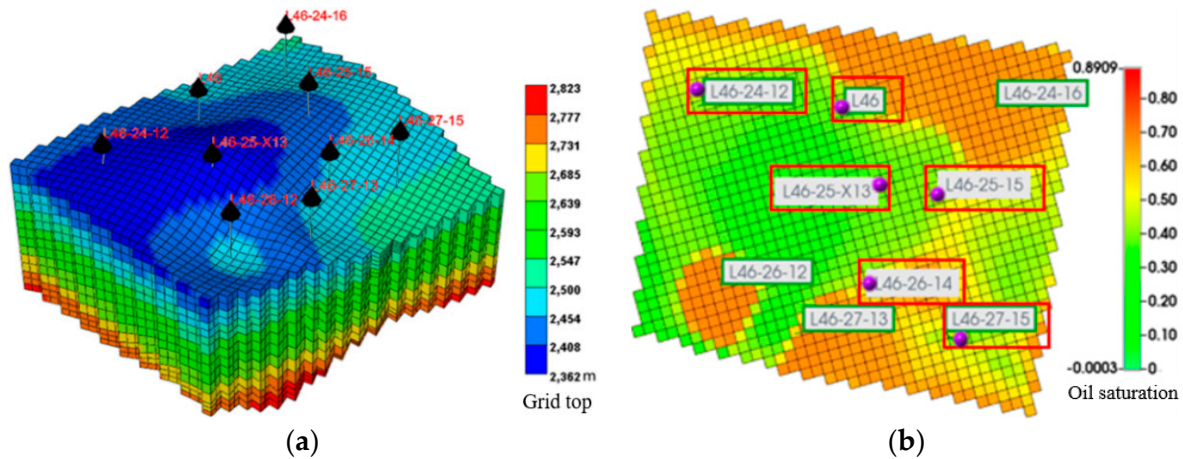 L46-24-16
L46
L46-25-15
L46-24-12
L46-25-X13
L46-26-14
L46-27-15
L46-26-12
L46-27-13
2,823
2,777
2,731
2,685
2,639
2,593
2,547
2,500
2,454
2,408
2,362 m
Grid top
(a)
L46-24-12
L46
L46-24-16
L46-25-X13
L46-25-15
L46-26-12
L46-26-14
L46-27-13
L46-27-15
0.8909
0.80
0.70
0.60
0.50
0.40
0.30
0.20
0.10
-0.0003
0
Oil saturation
(b)